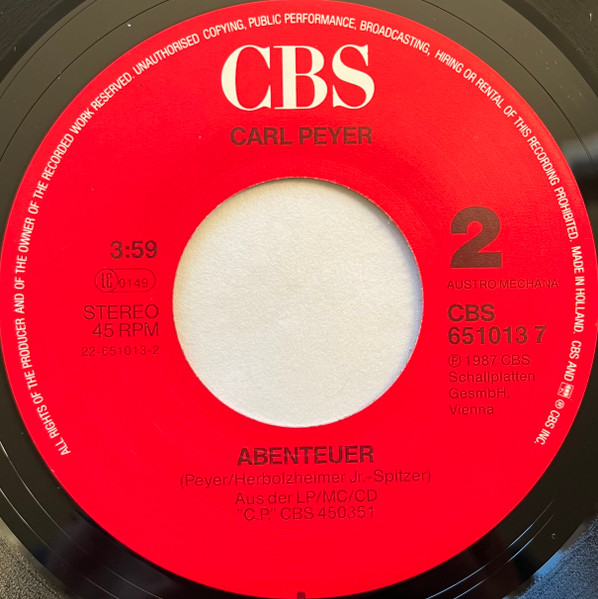 ALL RIGHTS OF THE PRODUCER AND OF THE OWNER OF THE RECORDED WORK RESERVED. UNAUTHORISED COPYING, PUBLIC PERFORMANCE, BROADCASTING, HIRING OR RENTAL OF THIS RECORDING PROHIBITED. MADE IN HOLLAND. CBS AND ® CBS INC.
CBS
CARL PEYER
3:59
0149
STEREO
45 RPM
22-651013-2
2
AUSTRO MECHANA
CBS
651013 7
℗ 1987 CBS
Schallplatten
GesmbH,
Vienna
ABENTEUER
(Peyer/Herbolzheimer Jr.-Spitzer)
Aus der LP/MC/CD
"C.P." CBS 450351